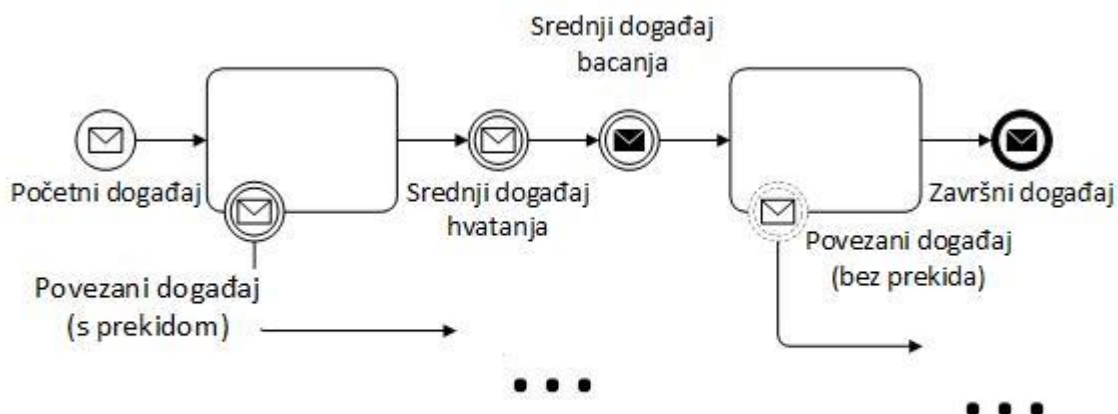 Srednji događaj
bacanja
Početni događaj
Srednji događaj
hvatanja
Završni događaj
Povezani događaj
(bez prekida)
Povezani događaj
(s prekidom)